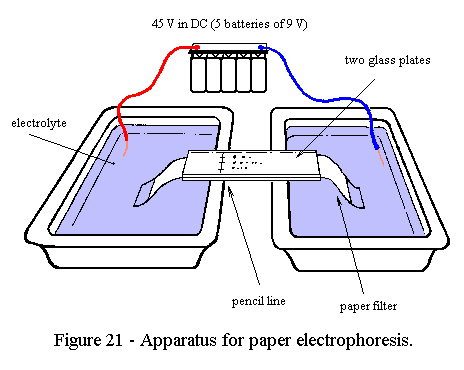 45 V in DC (5 batteries of 9 V)
two glass plates
electrolyte
pencil line
paper filter
Figure 21 - Apparatus for paper electrophoresis.